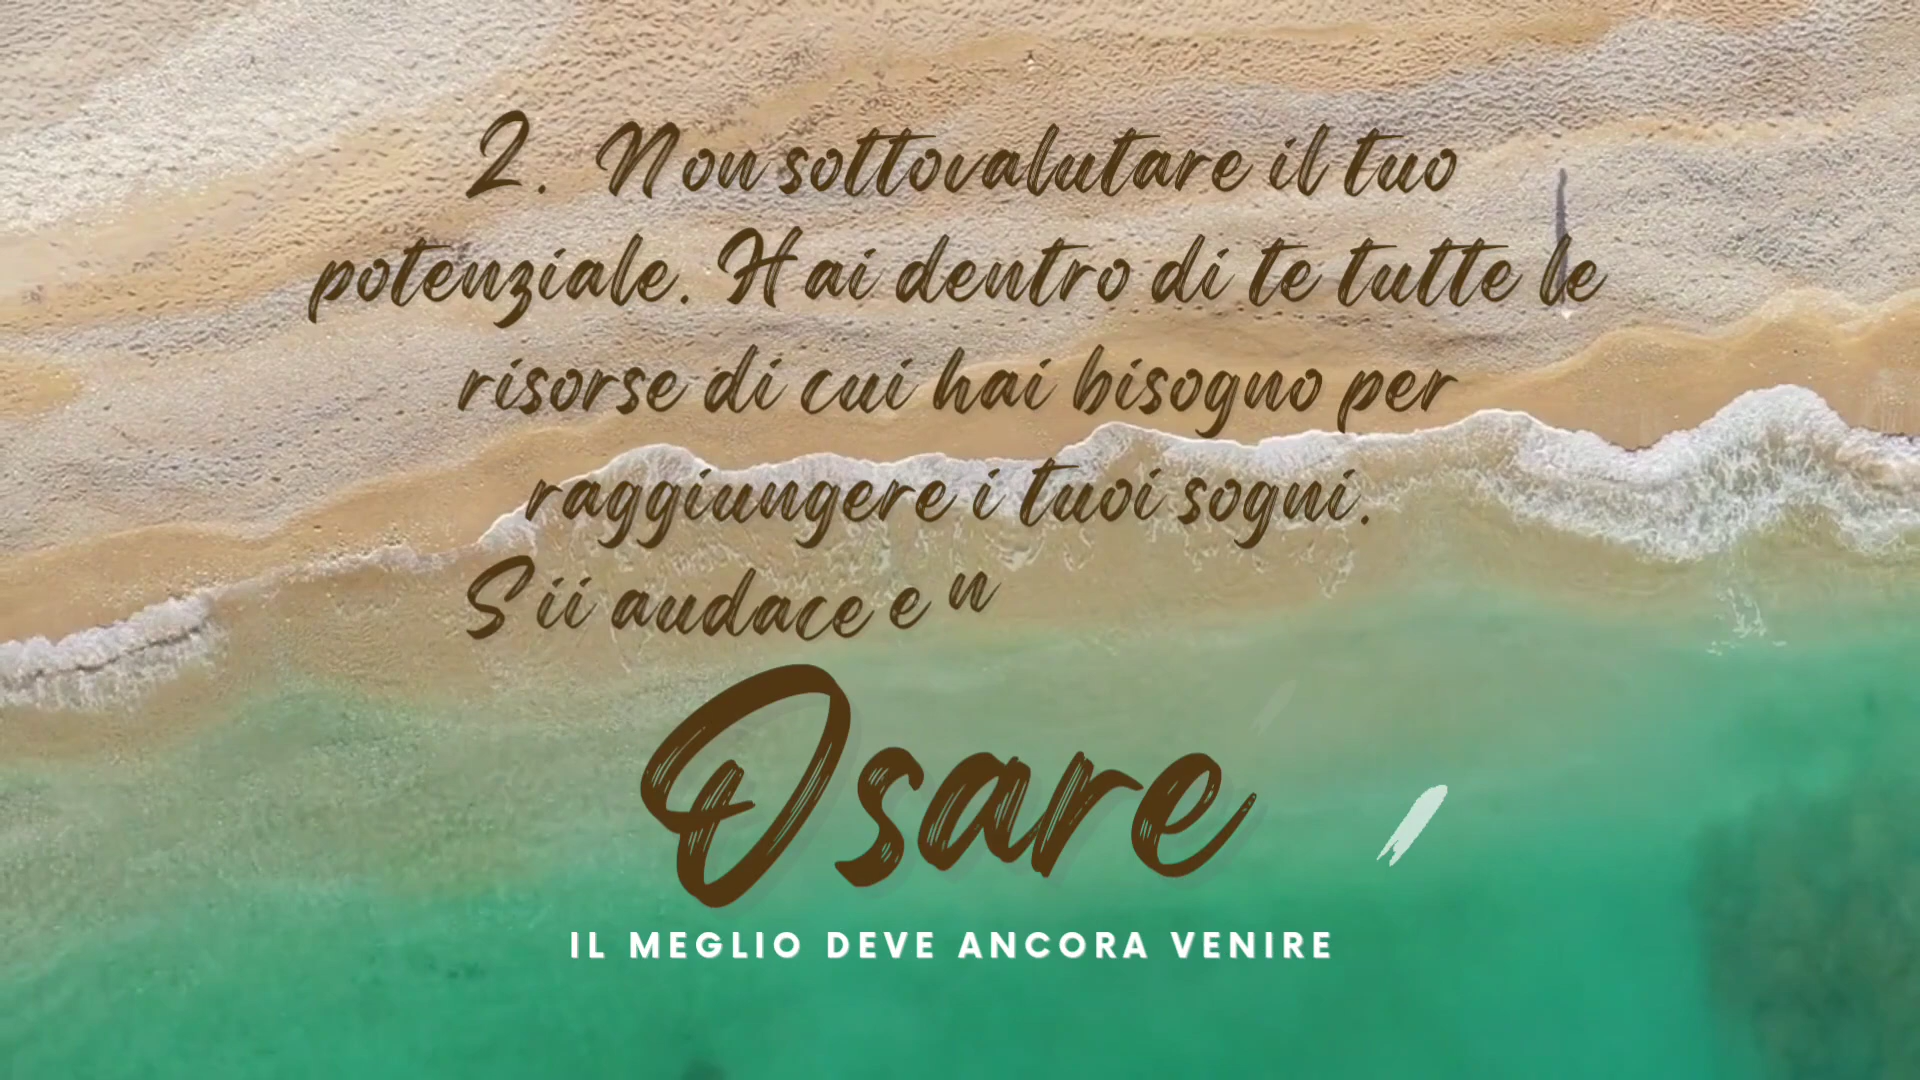 2. Non sottovalutare il tuo
potenziale. Hai dentro di te tutte le
risorse di cui hai bisogno per
raggiungere i tuoi sogni.
Sii audace e n
Osare
IL MEGLIO DEVE ANCORA VENIRE